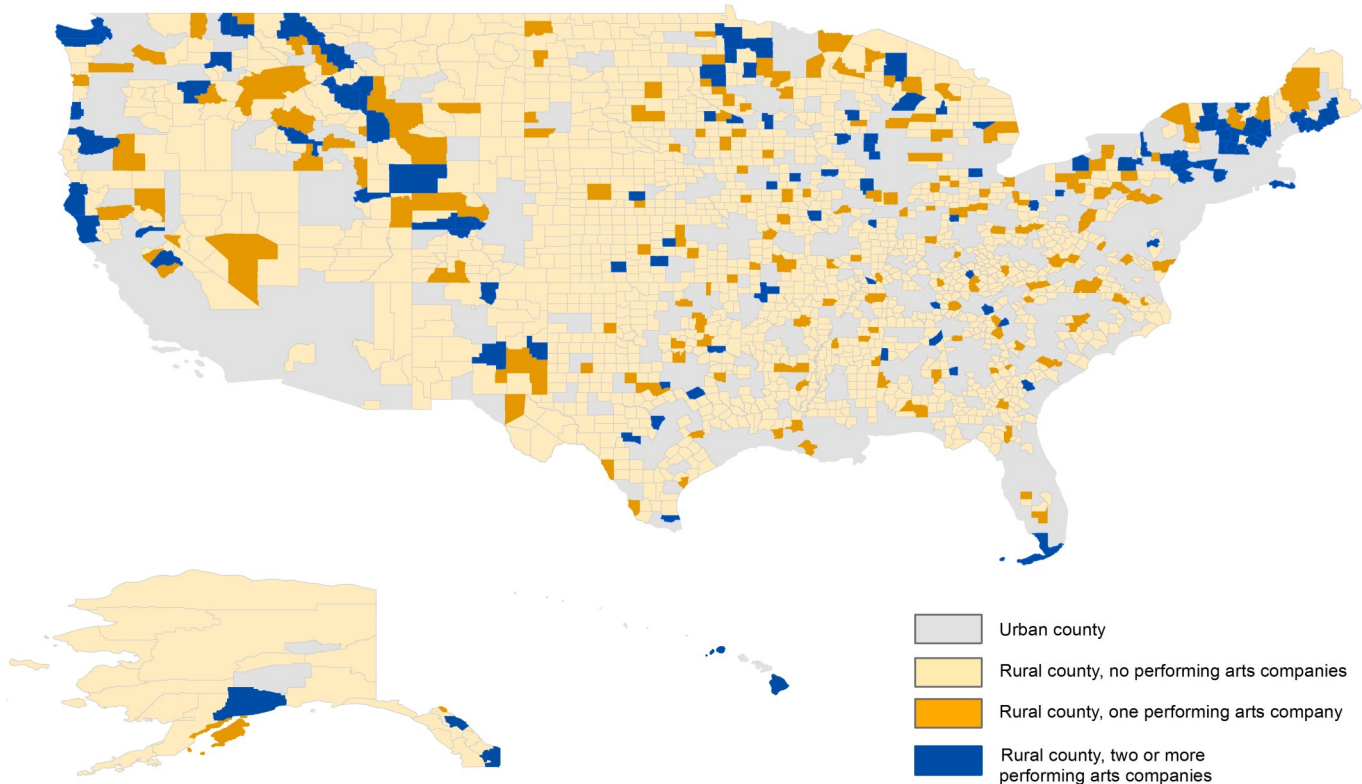 Urban county
Rural county, no performing arts companies
Rural county, one performing arts company
Rural county, two or more
performing arts companies